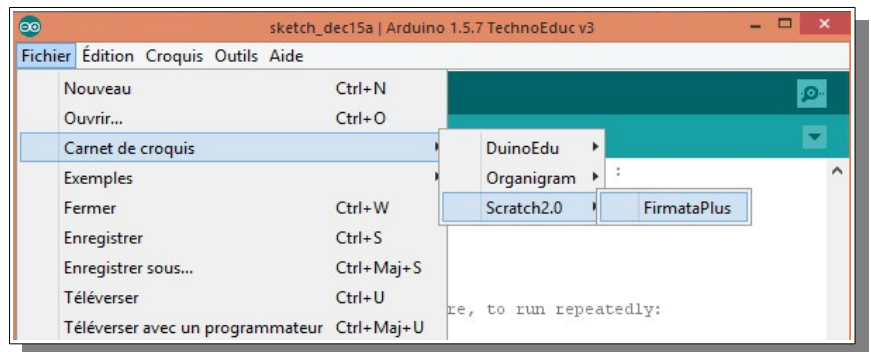 sketch_dec15a | Arduino 1.5.7 TechnoEduc v3
Fichier Édition Croquis Outils Aide
Nouveau Ctrl+N
Ouvrir... Ctrl+O
Carnet de croquis
DuinoEdu
Exemples
Organigram
:
Fermer Ctrl+W
Scratch2.0
FirmataPlus
Enregistrer Ctrl+S
Enregistrer sous... Ctrl+Maj+S
Téléverser Ctrl+U
re, to run repeatedly:
Téléverser avec un programmateur Ctrl+Maj+U